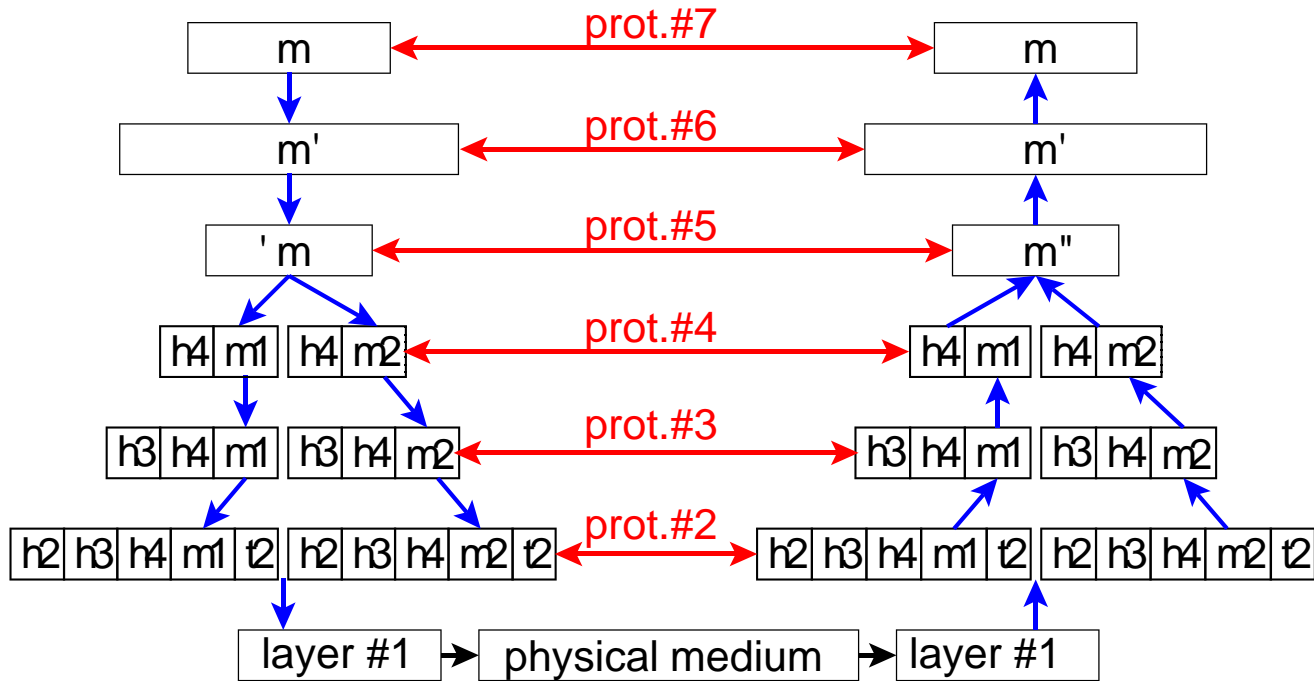 prot.#7
m m
prot.#6
m' m'
prot.#5
' m m"
prot.#4
h4 m1 h4 m2 h4 m1 h4 m2
prot.#3
h3 h4 m1 h3 h4 m2 h3 h4 m1 h3 h4 m2
prot.#2
h2 h3 h4 m1 t2 h2 h3 h4 m2 t2 h2 h3 h4 m1 t2 h2 h3 h4 m2 t2
layer #1 physical medium layer #1